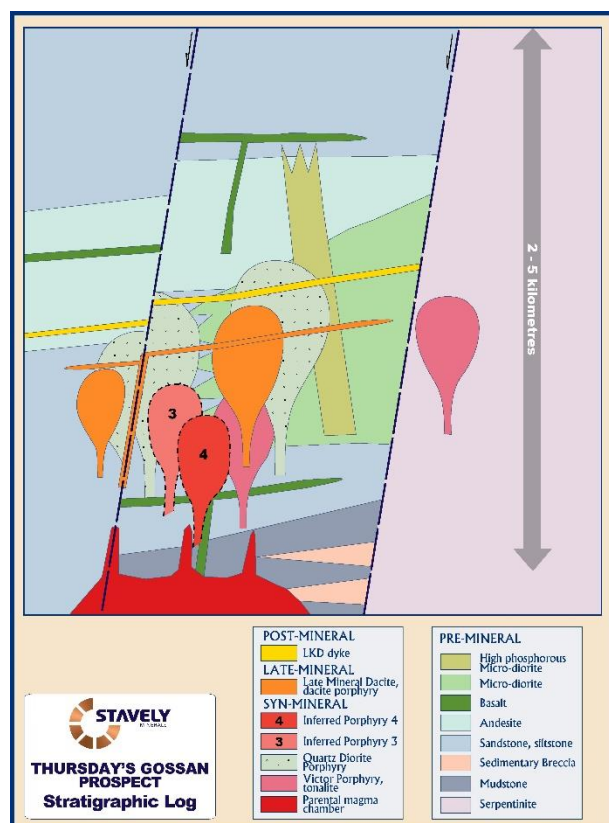 2 - 5 kilometres
3
4
POST-MINERAL
LKD dyke
LATE-MINERAL
Late Mineral Dacite,
dacite porphyry
SYN-MINERAL
4 Inferred Porphyry 4
3 Inferred Porphyry 3
Quartz Diorite
Porphyry
Victor Porphyry,
tonalite
Parental magma
chamber
PRE-MINERAL
High phosphorous
Micro-diorite
Micro-diorite
Basalt
Andesite
Sandstone, siltstone
Sedimentary Breccia
Mudstone
Serpentinite
STAVELY
MINERALS
THURSDAY'S GOSSAN
PROSPECT
Stratigraphic Log